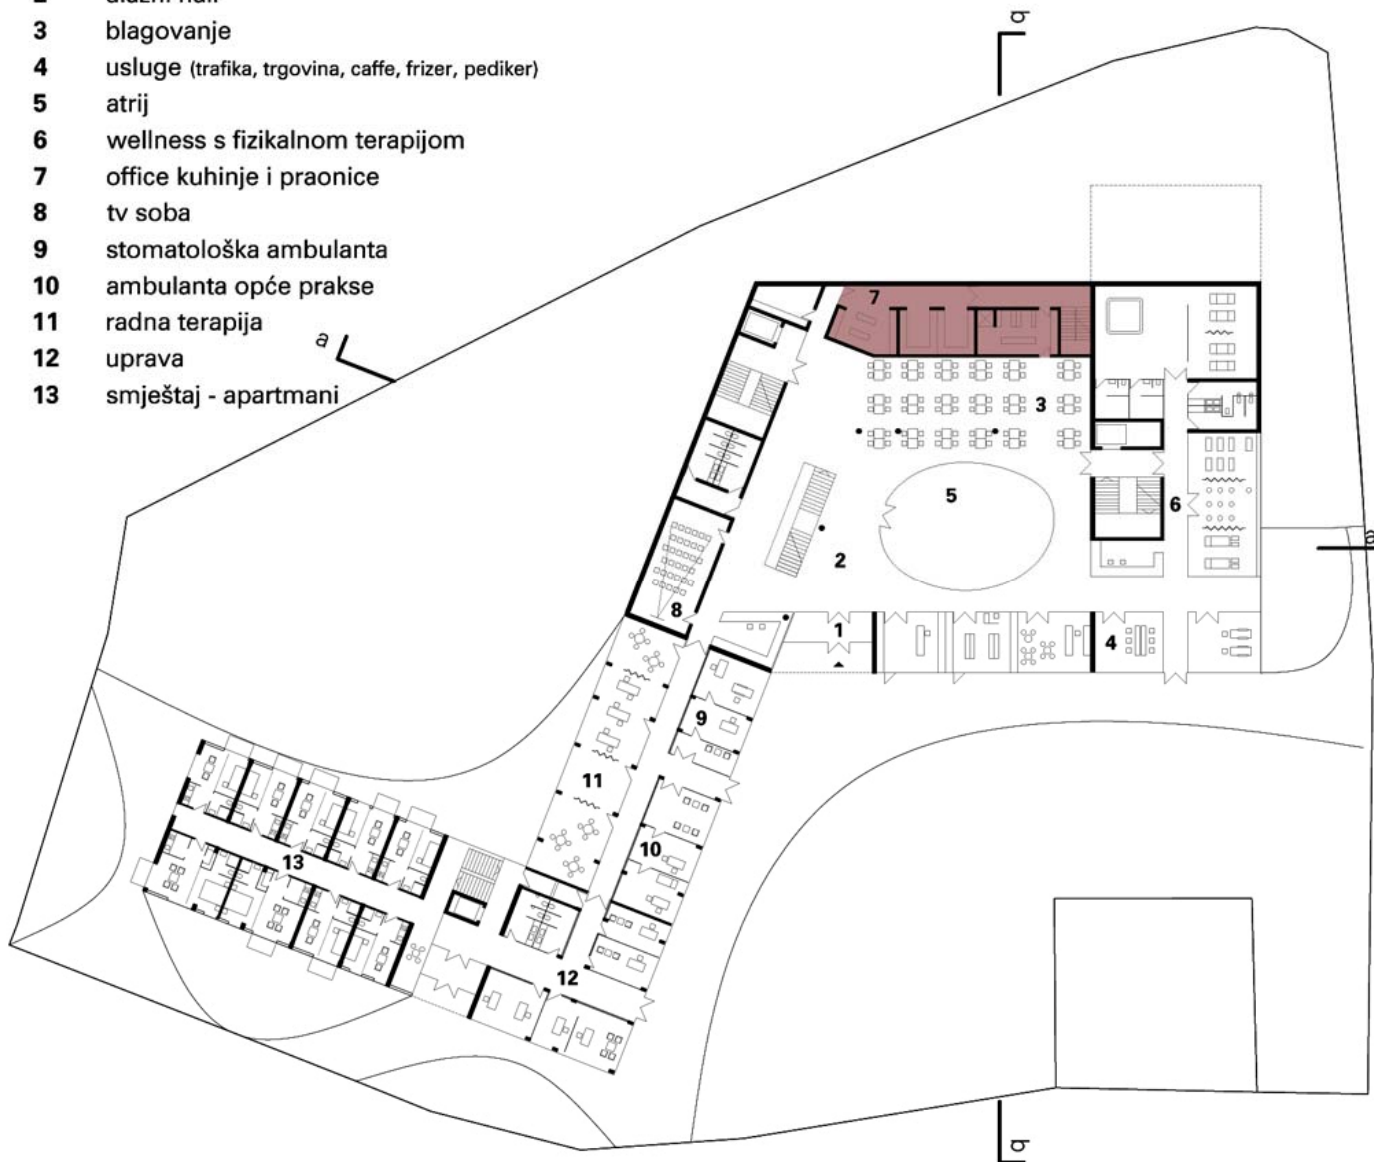 3 blagovanje
4 usluge (trafika, trgovina, caffe, frizer, pediker)
5 atrij
6 wellness s fizikalnom terapijom
7 office kuhinje i praonice
8 tv soba
9 stomatološka ambulanta
10 ambulanta opće prakse
11 radna terapija
12 uprava
13 smještaj - apartmani
b
a
7
3
5
6
2
8
1
4
a
9
11
10
13
12
b